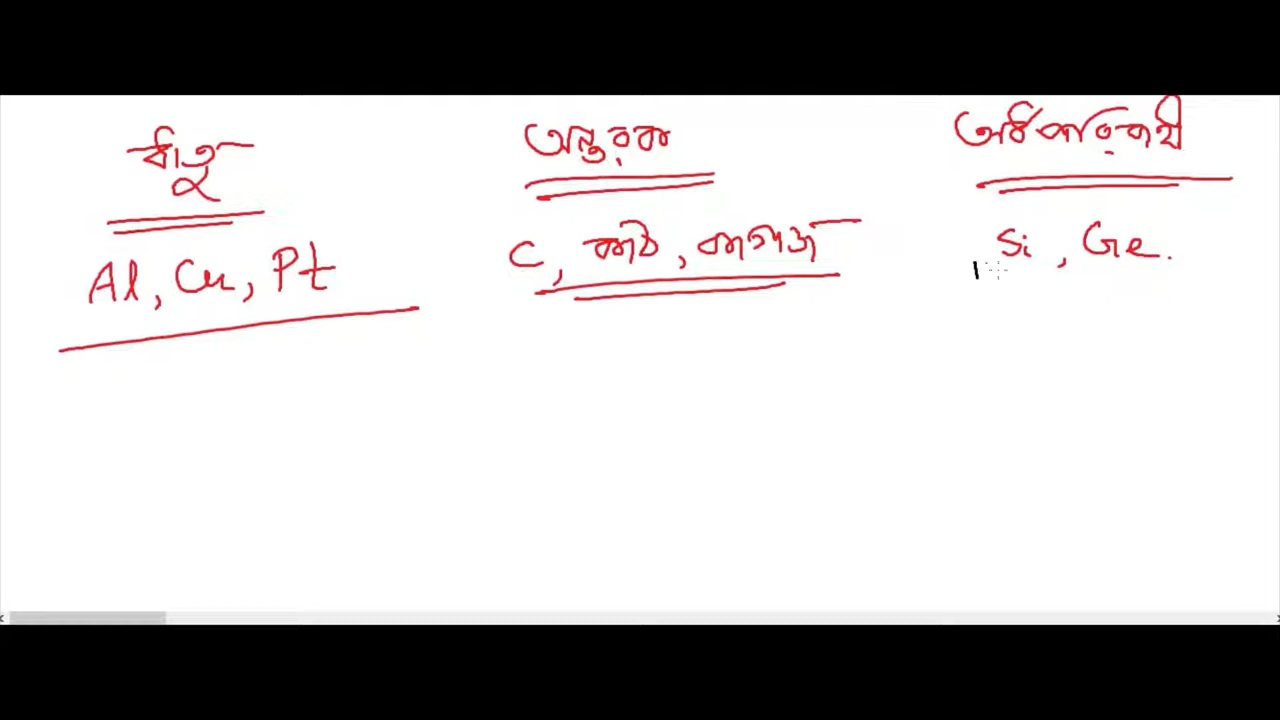 ধাতু
Al, Cu, Pt
অন্তরক
C, কাঠ, কাগজ
অর্ধপরিবাহী
Si, Ge.